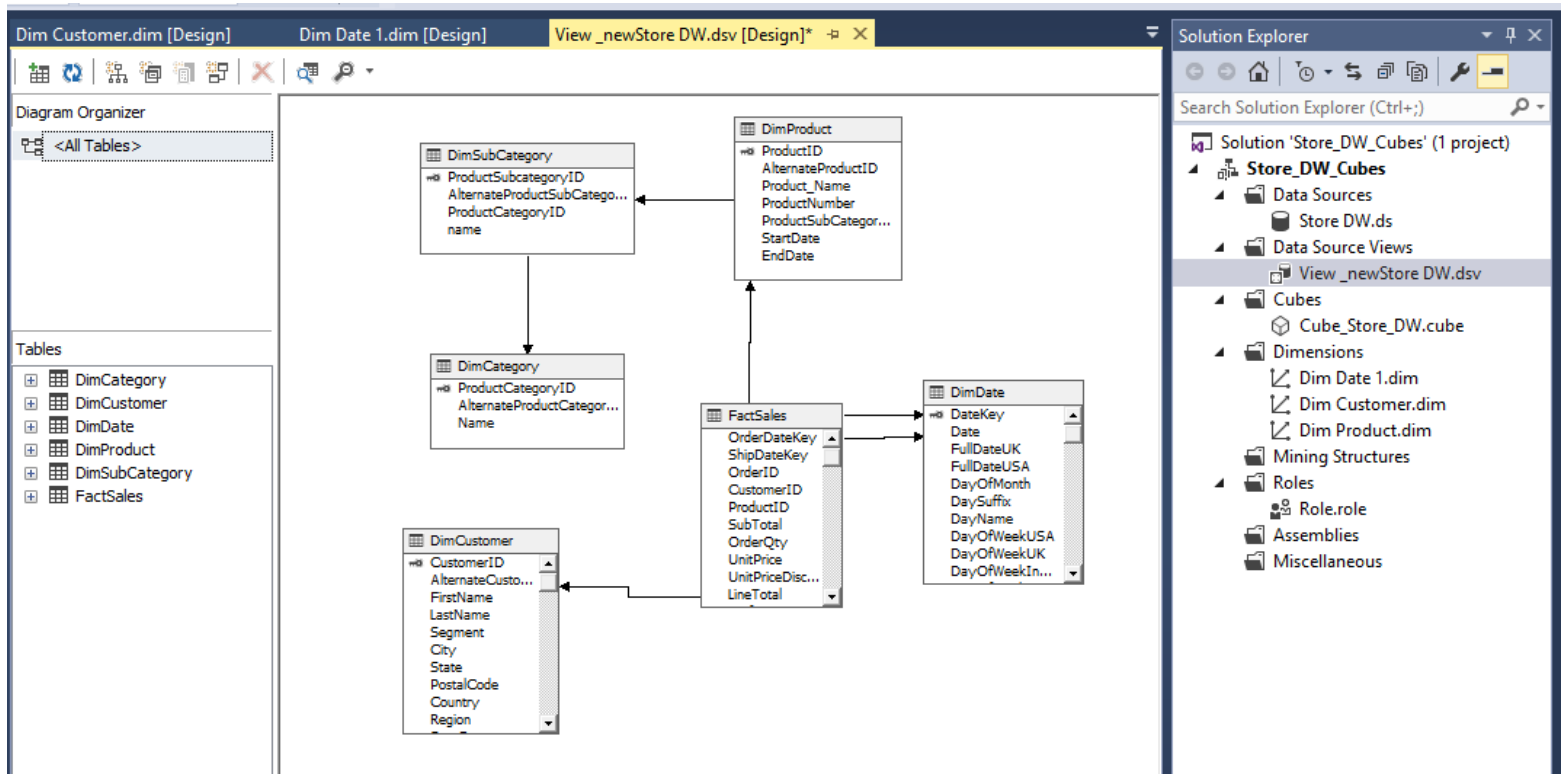 Dim Customer.dim [Design]
Dim Date 1.dim [Design]
View _newStore DW.dsv [Design]*
Diagram Organizer
<All Tables>
Tables
DimCategory
DimCustomer
DimDate
DimProduct
DimSubCategory
FactSales
DimSubCategory
ProductSubcategoryID
AlternateProductSubCatego...
ProductCategoryID
name
DimProduct
ProductID
AlternateProductID
Product_Name
ProductNumber
ProductSubCategor...
StartDate
EndDate
DimCategory
ProductCategoryID
AlternateProductCategor...
Name
FactSales
OrderDateKey
ShipDateKey
OrderID
CustomerID
ProductID
SubTotal
OrderQty
UnitPrice
UnitPriceDisc...
LineTotal
DimDate
DateKey
Date
FullDateUK
FullDateUSA
DayOfMonth
DaySuffix
DayName
DayOfWeekUSA
DayOfWeekUK
DayOfWeekIn...
DimCustomer
CustomerID
AlternateCusto...
FirstName
LastName
Segment
City
State
PostalCode
Country
Region
Solution Explorer
Search Solution Explorer (Ctrl+;)
Solution 'Store_DW_Cubes' (1 project)
Store_DW_Cubes
Data Sources
Store DW.ds
Data Source Views
View _newStore DW.dsv
Cubes
Cube_Store_DW.cube
Dimensions
Dim Date 1.dim
Dim Customer.dim
Dim Product.dim
Mining Structures
Roles
Role.role
Assemblies
Miscellaneous